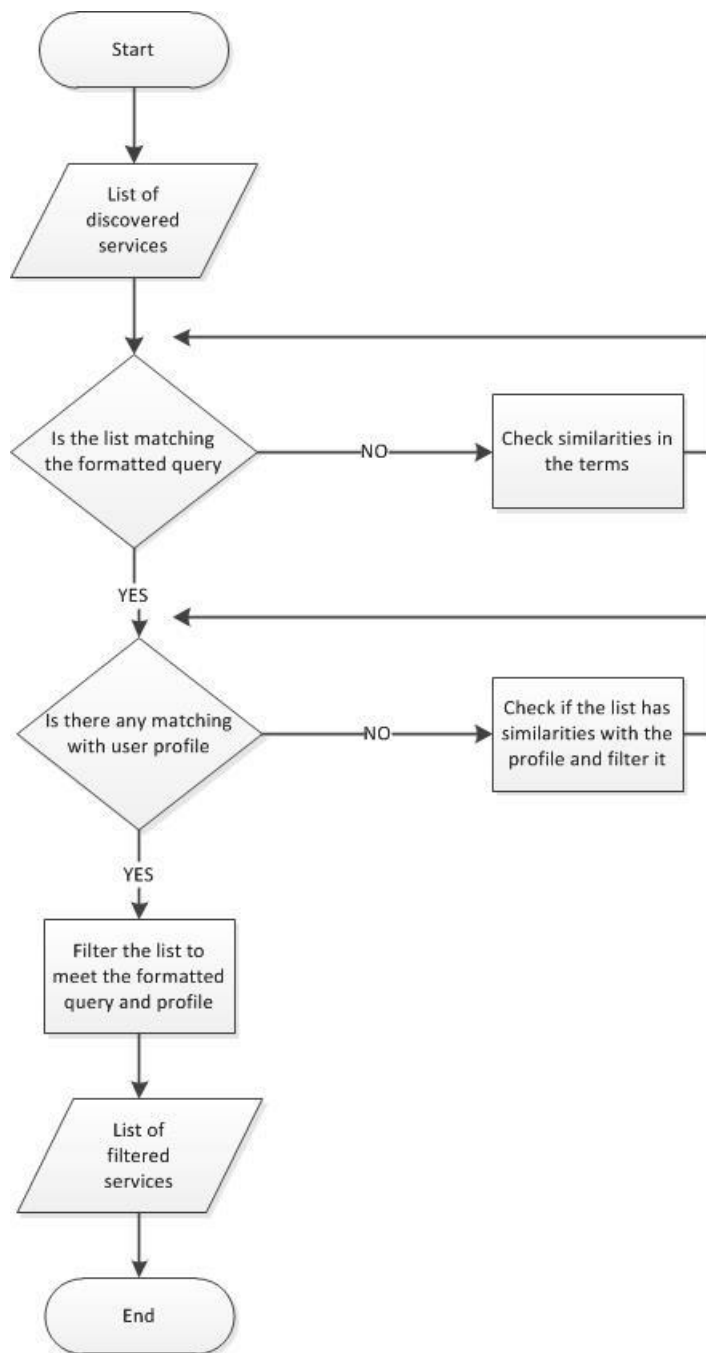 Start
List of
discovered
services
Is the list matching
the formatted query
NO
Check similarities in
the terms
YES
Is there any matching
with user profile
NO
Check if the list has
similarities with the
profile and filter it
YES
Filter the list to
meet the formatted
query and profile
List of
filtered
services
End